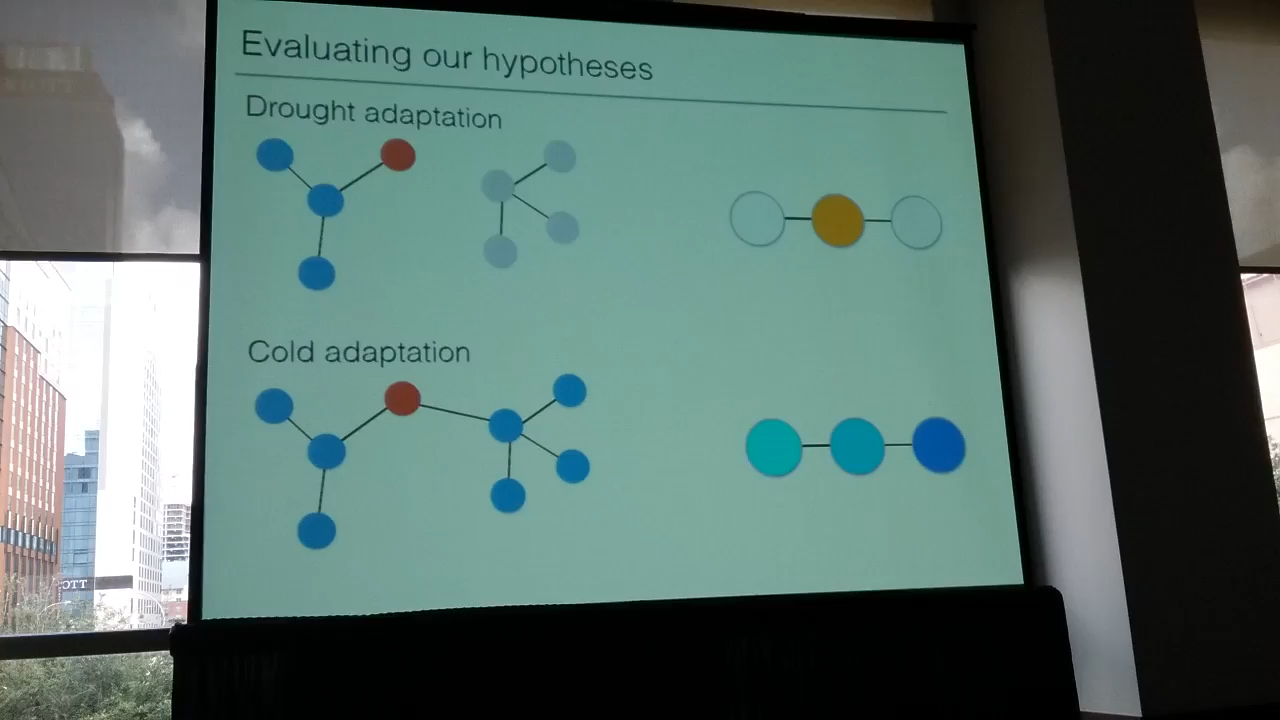 Evaluating our hypotheses
Drought adaptation
Cold adaptation